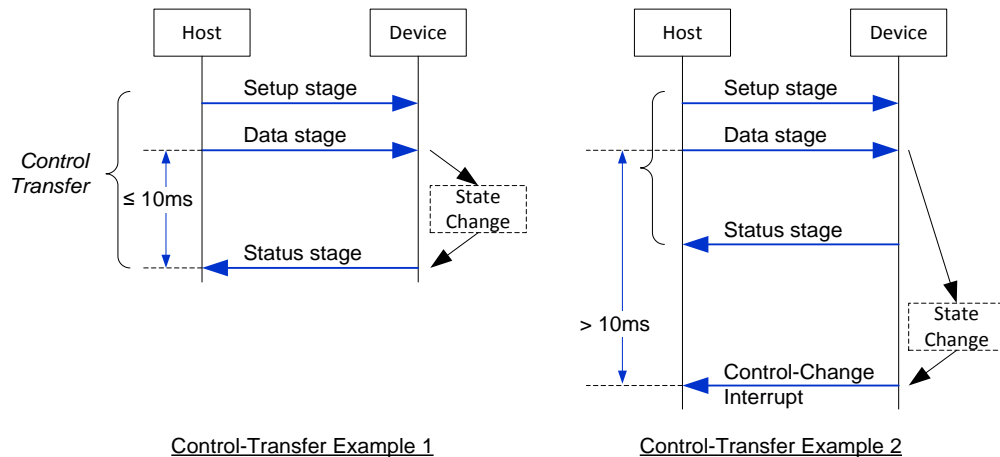 Host
Device
Setup stage
Data stage
Control
Transfer
≤ 10ms
State
Change
Status stage
Control-Transfer Example 1
Host
Device
Setup stage
Data stage
Status stage
> 10ms
State
Change
Control-Change
Interrupt
Control-Transfer Example 2